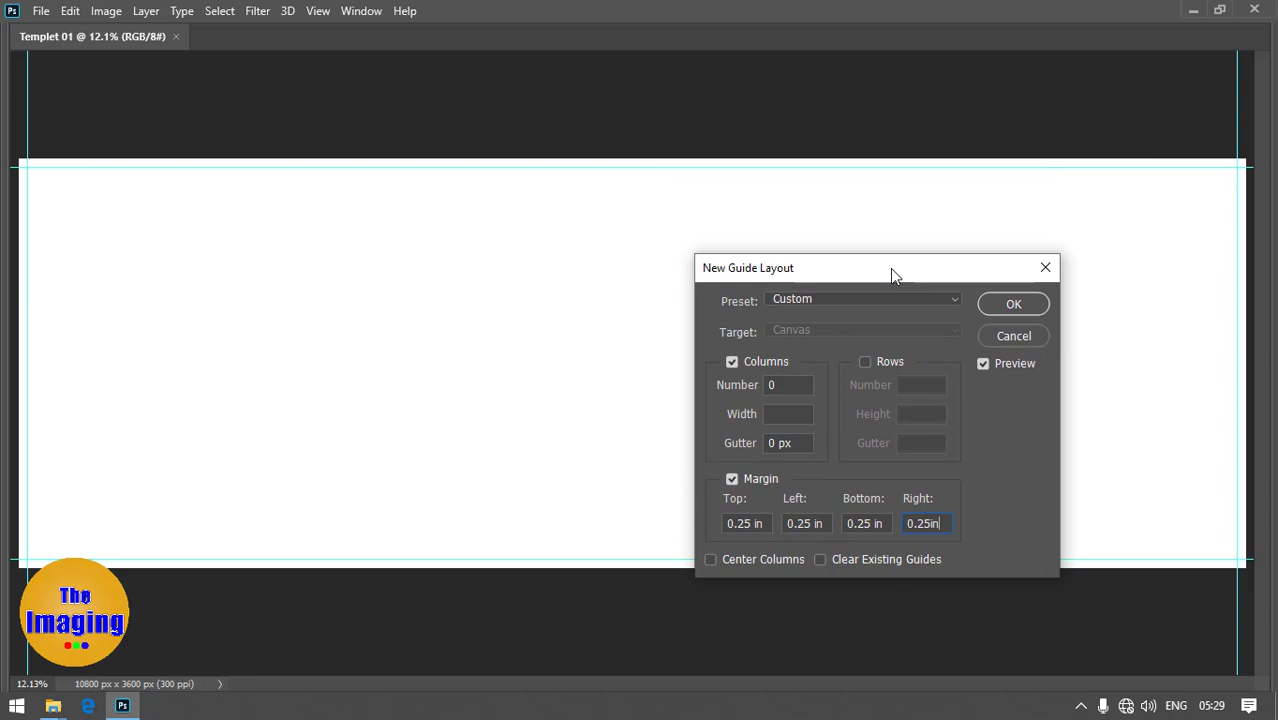 Ps File Edit Image Layer Type Select Filter 3D View Window Help
Templet 01 @ 12.1% (RGB/8#)
New Guide Layout
Preset: Custom OK
Target: Canvas Cancel
Columns Rows Preview
Number 0 Number
Width Height
Gutter 0 px Gutter
Margin
Top: Left: Bottom: Right:
0.25 in 0.25 in 0.25 in 0.25in
Center Columns Clear Existing Guides
The
Imaging
12.13% 10800 px x 3600 px (300 ppi)
Ps ENG 05:29